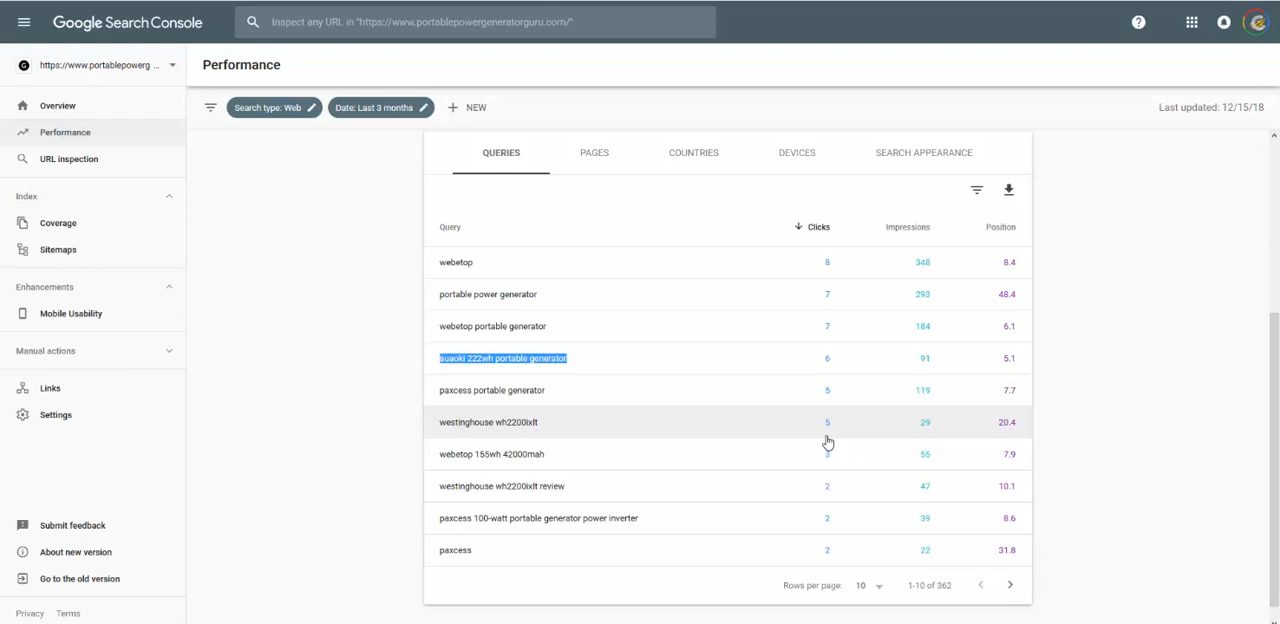 Google Search Console
Inspect any URL in "https://www.portablepowergeneratorguru.com/"
https://www.portablepowerg ...
Performance
Overview
Performance
URL inspection
Index
Coverage
Sitemaps
Enhancements
Mobile Usability
Manual actions
Links
Settings
Submit feedback
About new version
Go to the old version
Privacy Terms
Search type: Web Date: Last 3 months NEW
Last updated: 12/15/18
QUERIES PAGES COUNTRIES DEVICES SEARCH APPEARANCE
Query Clicks Impressions Position
webetop 8 348 8.4
portable power generator 7 293 48.4
webetop portable generator 7 184 6.1
suaoki 222wh portable generator 6 91 5.1
paxcess portable generator 5 119 7.7
westinghouse wh2200ixlt 5 29 20.4
webetop 155wh 42000mah 3 55 7.9
westinghouse wh2200ixlt review 2 47 10.1
paxcess 100-watt portable generator power inverter 2 39 8.6
paxcess 2 22 31.8
Rows per page: 10 1-10 of 362